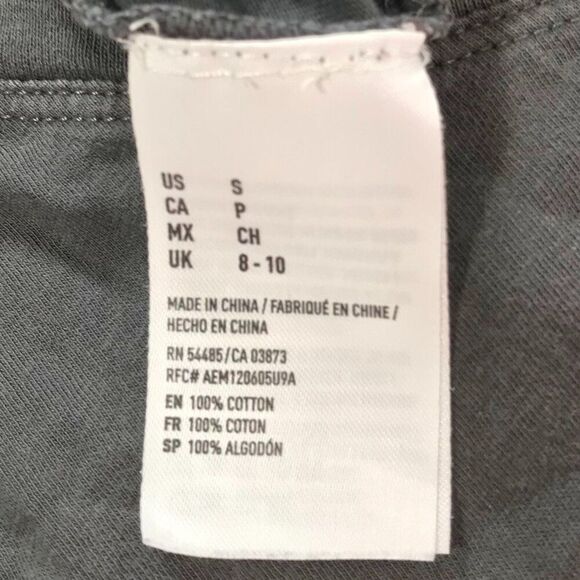 US S
CA P
MX CH
UK 8 - 10
MADE IN CHINA / FABRIQUÉ EN CHINE /
HECHO EN CHINA
RN 54485/CA 03873
RFC# AEM120605U9A
EN 100% COTTON
FR 100% COTON
SP 100% ALGODÓN